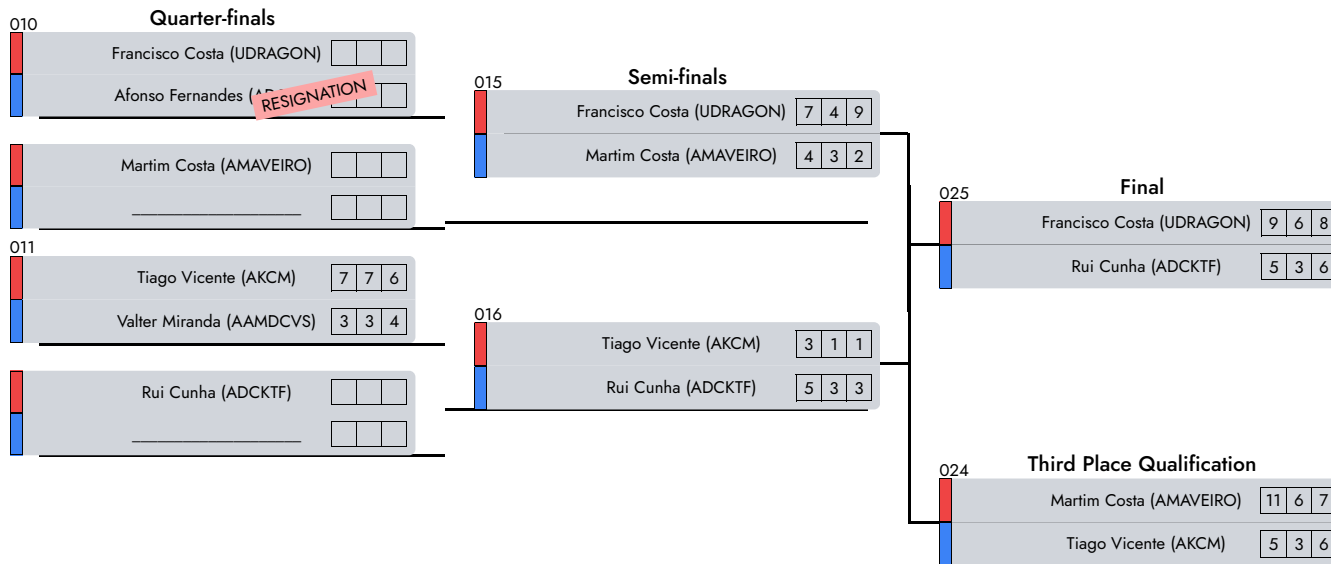 Quarter-finals
010
Francisco Costa (UDRAGON)
Afonso Fernandes
RESIGNATION
Martim Costa (AMAVEIRO)
____________________
011
Tiago Vicente (AKCM) 7 7 6
Valter Miranda (AAMDCVS) 3 3 4
Rui Cunha (ADCKTF)
____________________
Semi-finals
015
Francisco Costa (UDRAGON) 7 4 9
Martim Costa (AMAVEIRO) 4 3 2
016
Tiago Vicente (AKCM) 3 1 1
Rui Cunha (ADCKTF) 5 3 3
Final
025
Francisco Costa (UDRAGON) 9 6 8
Rui Cunha (ADCKTF) 5 3 6
Third Place Qualification
024
Martim Costa (AMAVEIRO) 11 6 7
Tiago Vicente (AKCM) 5 3 6